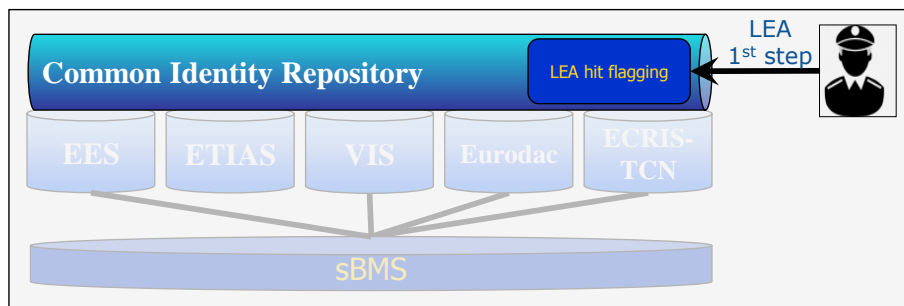 LEA
1st step
Common Identity Repository
LEA hit flagging
EES
ETIAS
VIS
Eurodac
ECRIS-
TCN
sBMS